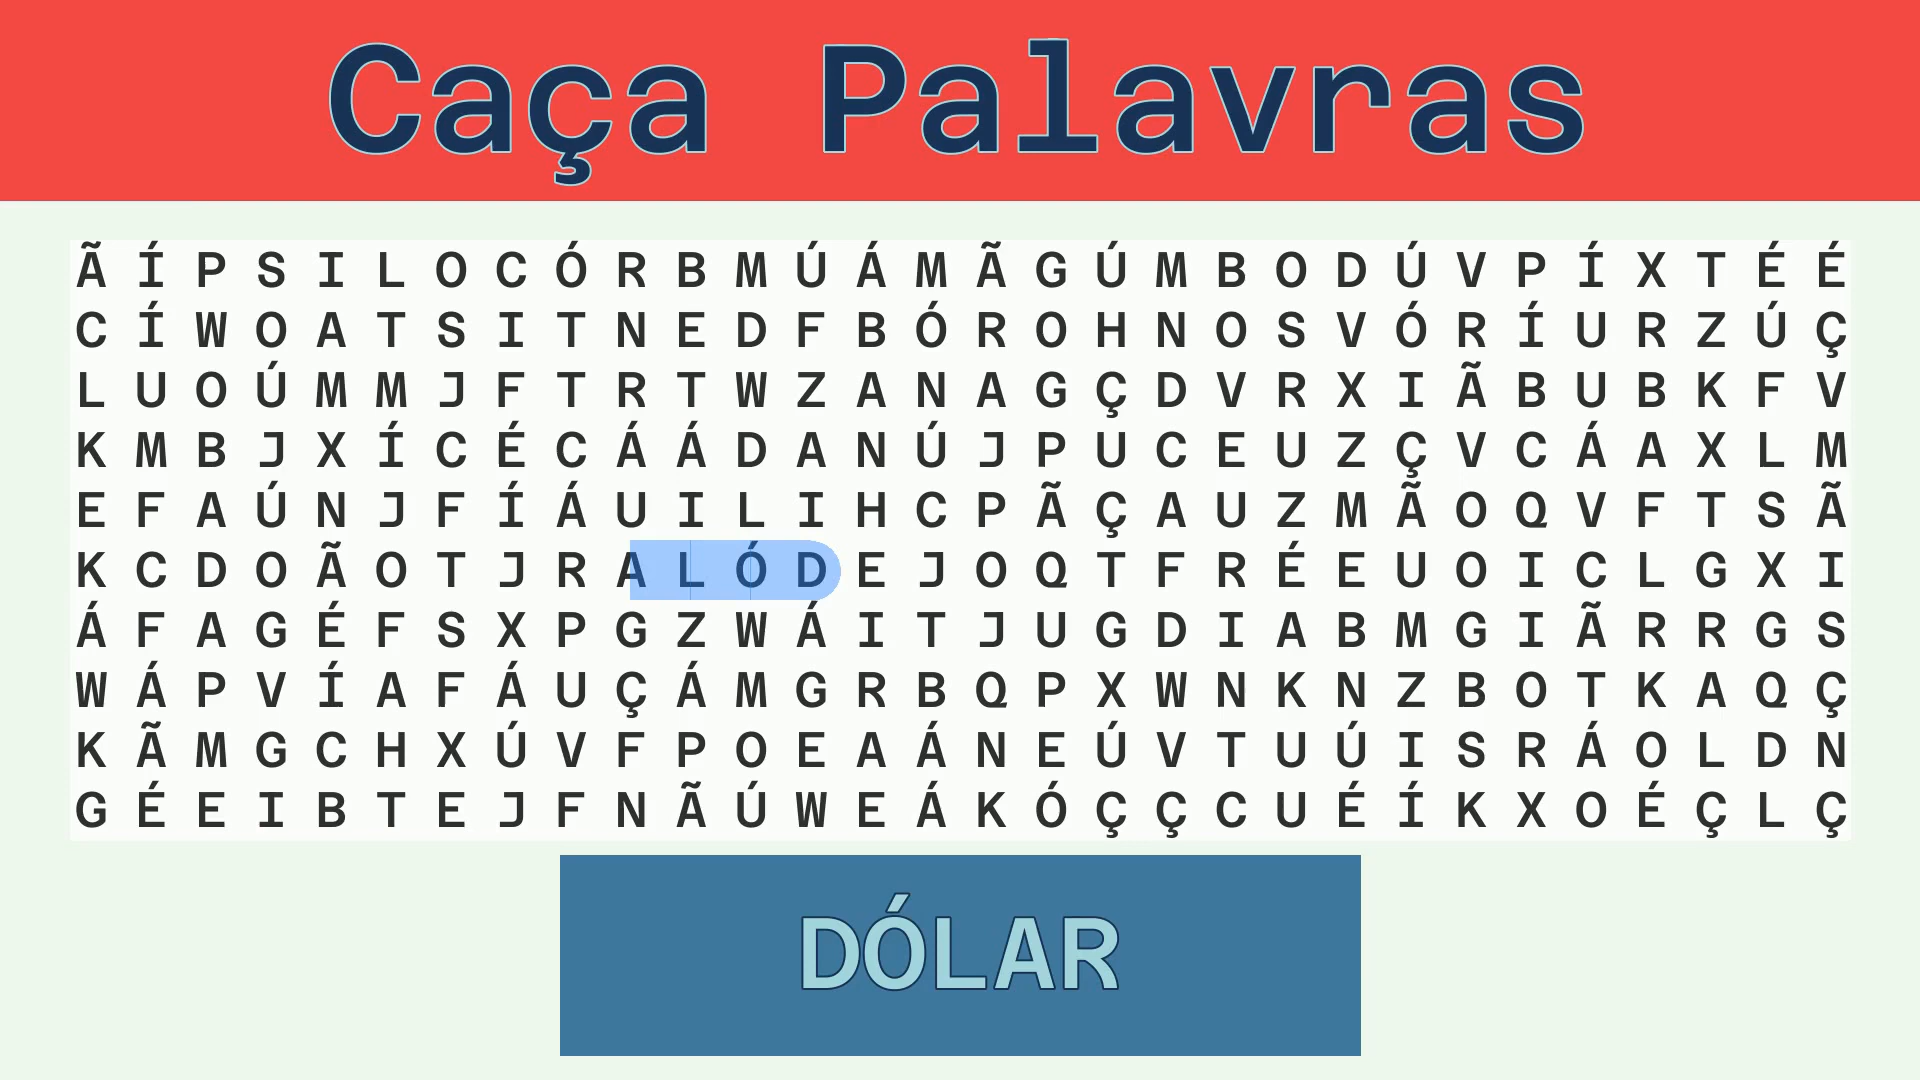 Caça Palavras
Ã Í P S I L O C Ó R B M Ú Á M Ã G Ú M B O D Ú V P Í X T É É
C Í W O A T S I T N E D F B Ó R O H N O S V Ó R Í U R Z Ú Ç
L U O Ú M M J F T R T W Z A N A G Ç D V R X I Ã B U B K F V
K M B J X Í C É C Á Á D A N Ú J P U C E U Z Ç V C Á A X L M
E F A Ú N J F Í Á U I L I H C P Ã Ç A U Z M Ã O Q V F T S Ã
K C D O Ã O T J R A L Ó D E J O Q T F R É E U O I C L G X I
Á F A G É F S X P G Z W Á I T J U G D I A B M G I Ã R R G S
W Á P V Í A F Á U Ç Á M G R B Q P X W N K N Z B O T K A Q Ç
K Ã M G C H X Ú V F P O E A Á N E Ú V T U Ú I S R Á O L D N
G É E I B T E J F N Ã Ú W E Á K Ó Ç Ç C U É Í K X O É Ç L Ç
DÓLAR